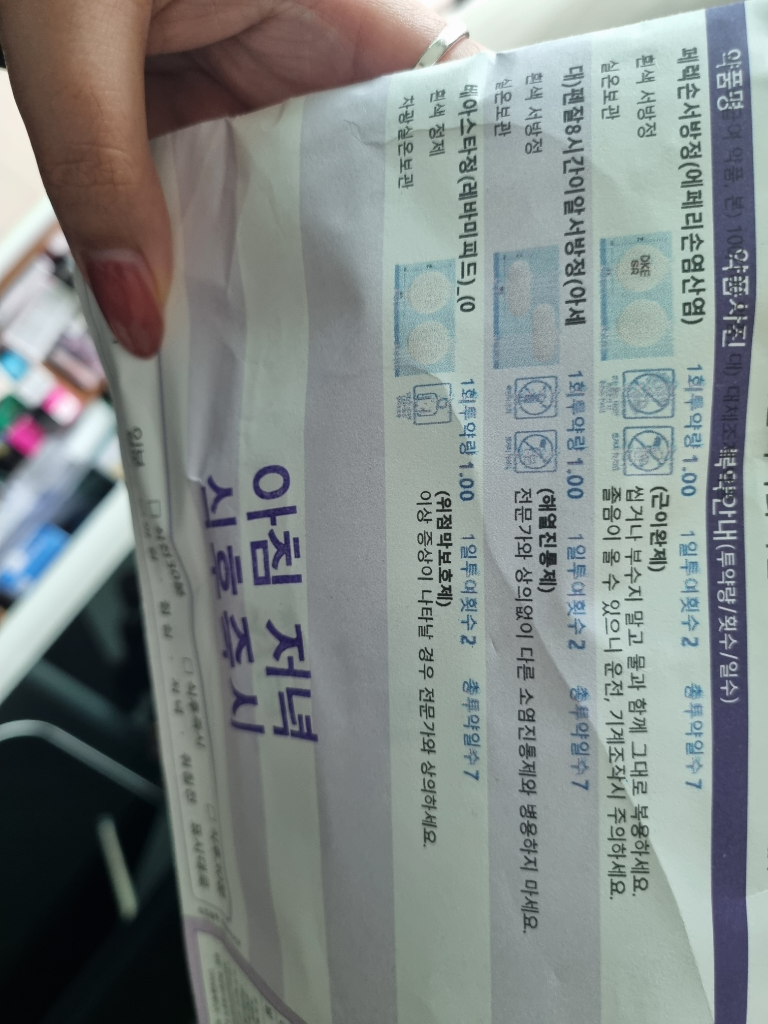 약품명
약품사진
복약안내(투약량/횟수/일수)
페레손서방정(에페리손염산염)
1회투약량 1.00 1일투여횟수 2 총투약일수 7
흰색 서방정
실온보관
(근이완제)
씹거나 부수지 말고 물과 함께 그대로 복용하세요.
졸음이 올 수 있으니 운전, 기계조작시 주의하세요.
대)펜잘8시간이알서방정(아세
1회투약량 1.00 1일투여횟수 2 총투약일수 7
흰색 서방정
실온보관
(해열진통제)
전문가와 상의없이 다른 소염진통제와 병용하지 마세요.
베아스타정(레바미피드)_(0
1회투약량 1.00 1일투여횟수 2 총투약일수 7
흰색 정제
차광실온보관
(위점막보호제)
이상 증상이 나타날 경우 전문가와 상의하세요.
아침 저녁
식후 즉시